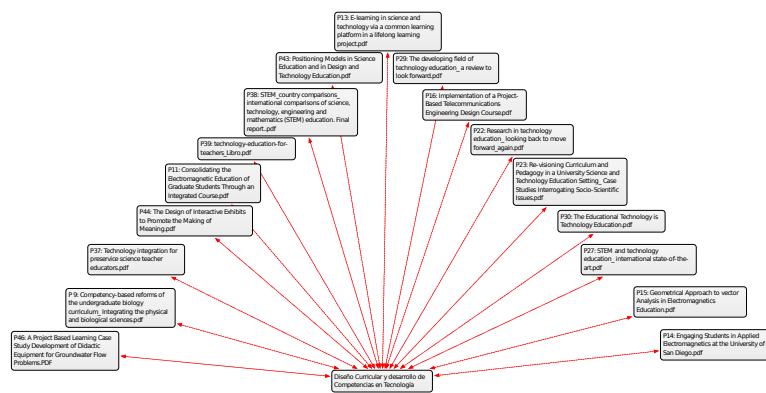 P13: E-learning in science and
technology via a common learning
platform in a lifelong learning
project.pdf
P43: Positioning Models in Science
Education and in Design and
Technology Education.pdf
P29: The developing field of
technology education_ a review to
look forward.pdf
P38: STEM_country comparisons_
international comparisons of science,
technology, engineering and
mathematics (STEM) education. Final
report..pdf
P16: Implementation of a Project-
Based Telecommunications
Engineering Design Course.pdf
P22: Research in technology
education_looking back to move
forward_again.pdf
P39: technology-education-for-
teachers_Libro.pdf
P23: Re-visioning Curriculum and
Pedagogy in a University Science and
Technology Education Setting_ Case
Studies Interrogating Socio-Scientific
Issues.pdf
P11: Consolidating the
Electromagnetic Education of
Graduate Students Through an
Integrated Course.pdf
P44: The Design of Interactive Exhibits
to Promote the Making of
Meaning.pdf
P30: The Educational Technology is
Technology Education.pdf
P37: Technology integration for
preservice science teacher
educators.pdf
P27: STEM and technology
education_ international state-of-the-
art.pdf
P 9: Competency-based reforms of
the undergraduate biology
curriculum_ Integrating the physical
and biological sciences.pdf
P15: Geometrical Approach to vector
Analysis in Electromagnetics
Education.pdf
P46: A Project Based Learning Case
Study Development of Didactic
Equipment for Groundwater Flow
Problems.PDF
P14: Engaging Students in Applied
Electromagnetics at the University of
San Diego.pdf
Diseño Curricular y desarrollo de
Competencias en Tecnología